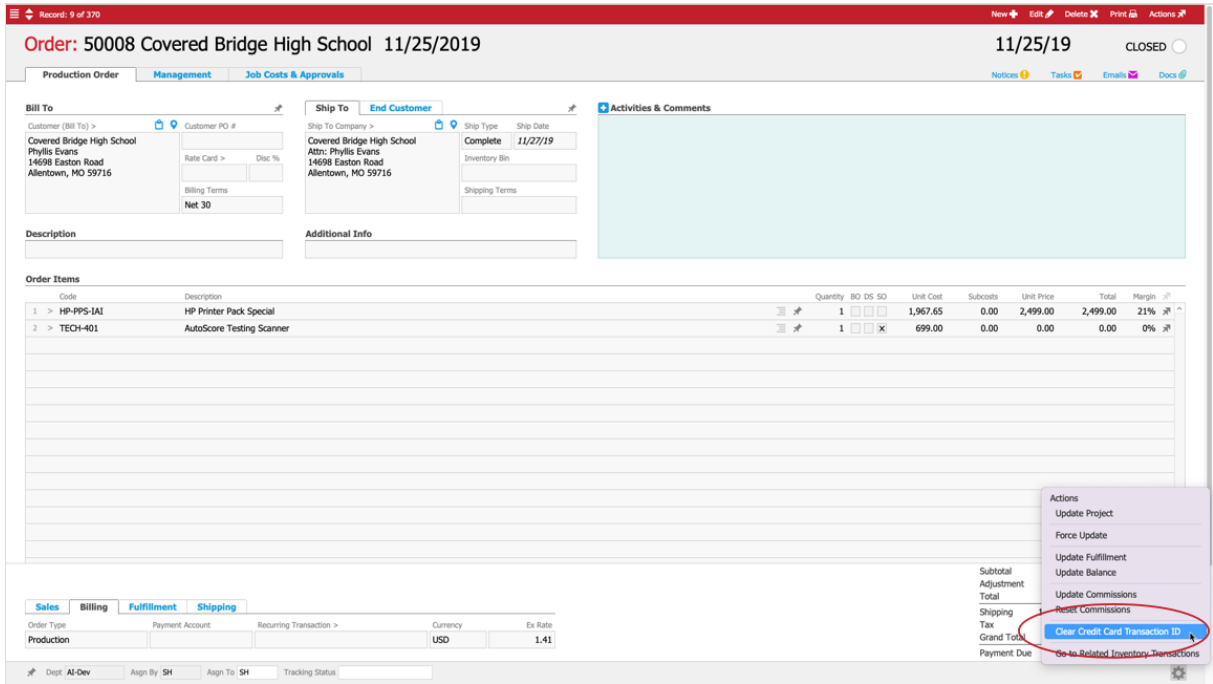 Record: 9 of 370
New Edit Delete Print Actions
Order: 50008 Covered Bridge High School 11/25/2019
11/25/19 CLOSED
Production Order Management Job Costs & Approvals
Notices Tasks Emails Docs
Bill To
Customer (Bill To) > Customer PO #
Covered Bridge High School
Phyllis Evans
14698 Easton Road
Allentown, MO 59716
Rate Card > Disc %
Billing Terms
Net 30
Ship To End Customer
Ship To Company > Ship Type Ship Date
Covered Bridge High School Complete 11/27/19
Attn: Phyllis Evans
14698 Easton Road
Allentown, MO 59716
Inventory Bin
Shipping Terms
Activities & Comments
Description
Additional Info
Order Items
Code Description Quantity BO DS SO Unit Cost Subcosts Unit Price Total Margin
1 > HP-PPS-IAI HP Printer Pack Special 1 1,967.65 0.00 2,499.00 2,499.00 21%
2 > TECH-401 AutoScore Testing Scanner 1 x 699.00 0.00 0.00 0.00 0%
Subtotal
Adjustment
Total
Shipping 1
Tax
Grand Total
Payment Due
Actions
Update Project
Force Update
Update Fulfillment
Update Balance
Update Commissions
Reset Commissions
Clear Credit Card Transaction ID
Go to Related Inventory Transactions
Sales Billing Fulfillment Shipping
Order Type Payment Account Recurring Transaction > Currency Ex Rate
Production USD 1.41
Dept AI-Dev Asgn By SH Asgn To SH Tracking Status